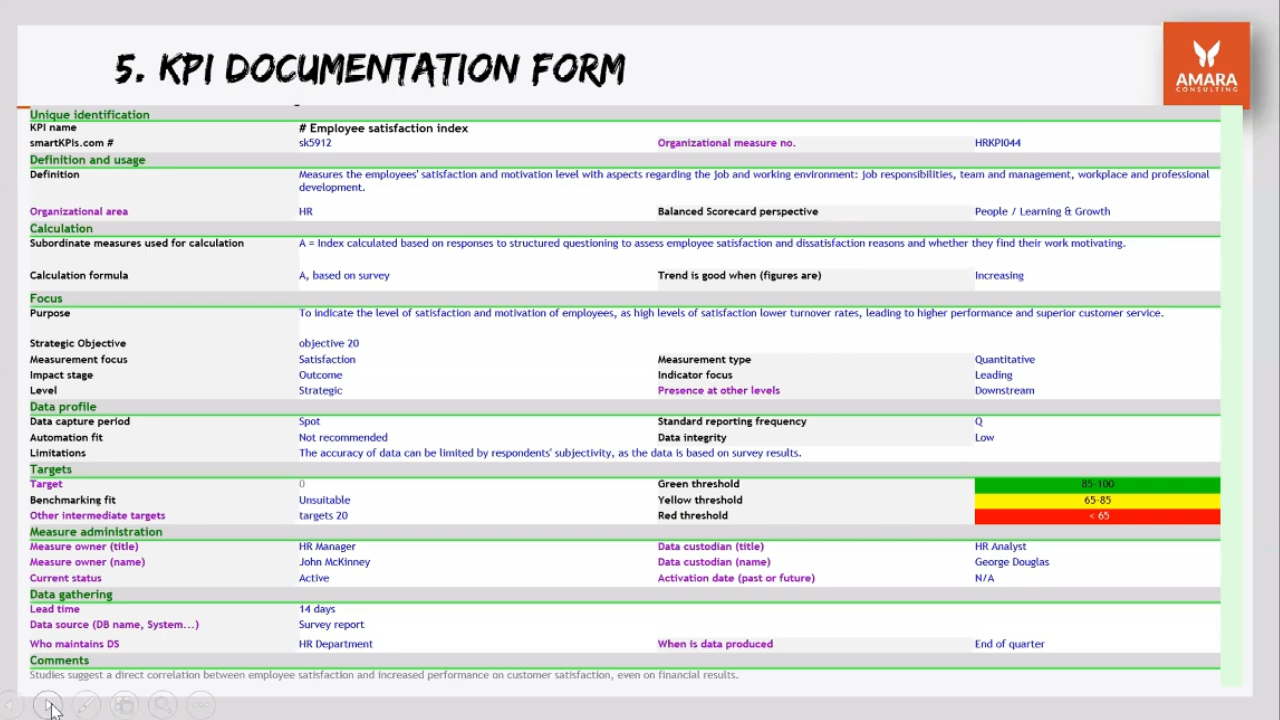 5. KPI DOCUMENTATION FORM
AMARA
CONSULTING
Unique identification
KPI name # Employee satisfaction index
smartKPIs.com # sk5912 Organizational measure no. HRKPI044
Definition and usage
Definition Measures the employees' satisfaction and motivation level with aspects regarding the job and working environment: job responsibilities, team and management, workplace and professional
development.
Organizational area HR Balanced Scorecard perspective People / Learning & Growth
Calculation
Subordinate measures used for calculation A = Index calculated based on responses to structured questioning to assess employee satisfaction and dissatisfaction reasons and whether they find their work motivating.
Calculation formula A, based on survey Trend is good when (figures are) Increasing
Focus
Purpose To indicate the level of satisfaction and motivation of employees, as high levels of satisfaction lower turnover rates, leading to higher performance and superior customer service.
Strategic Objective objective 20
Measurement focus Satisfaction Measurement type Quantitative
Impact stage Outcome Indicator focus Leading
Level Strategic Presence at other levels Downstream
Data profile
Data capture period Spot Standard reporting frequency Q
Automation fit Not recommended Data integrity Low
Limitations The accuracy of data can be limited by respondents' subjectivity, as the data is based on survey results.
Targets
Target 0 Green threshold 85-100
Benchmarking fit Unsuitable Yellow threshold 65-85
Other intermediate targets targets 20 Red threshold < 65
Measure administration
Measure owner (title) HR Manager Data custodian (title) HR Analyst
Measure owner (name) John McKinney Data custodian (name) George Douglas
Current status Active Activation date (past or future) N/A
Data gathering
Lead time 14 days
Data source (DB name, System...) Survey report
Who maintains DS HR Department When is data produced End of quarter
Comments
Studies suggest a direct correlation between employee satisfaction and increased performance on customer satisfaction, even on financial results.